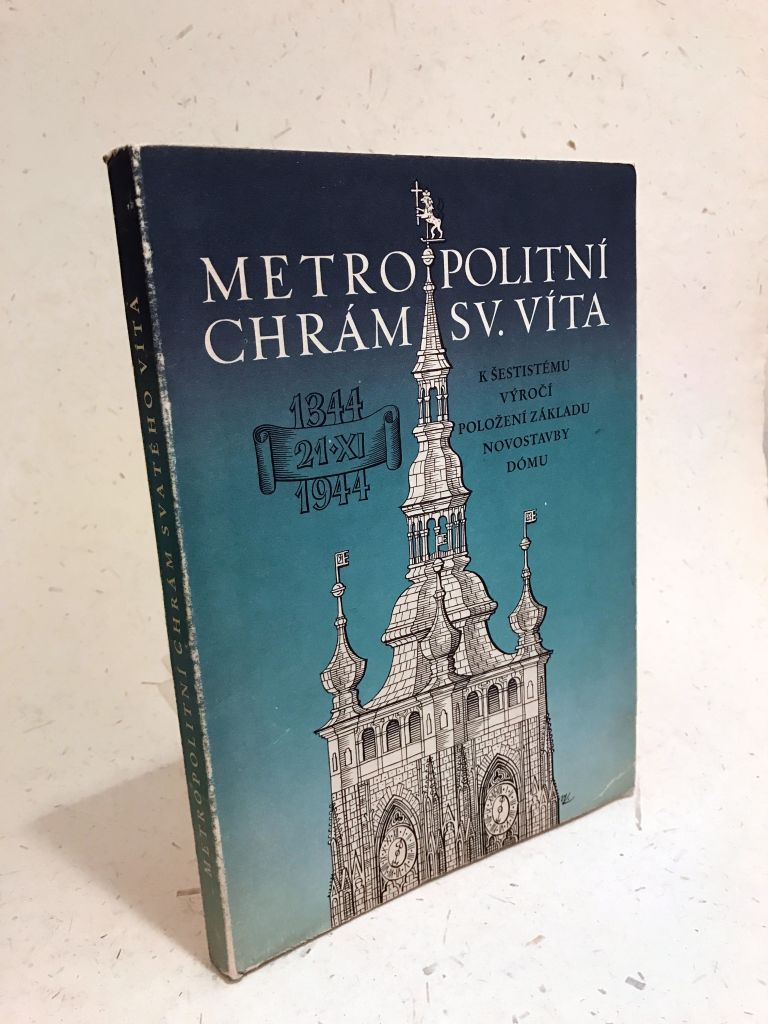 METROPOLITNÍ
CHRÁM SV. VÍTA
K ŠESTISTÉMU
VÝROČÍ
POLOŽENÍ ZÁKLADU
NOVOSTAVBY
DÓMU
1344
21·XI
1944
METROPOLITNÍ CHRÁM SVATÉHO VÍTA